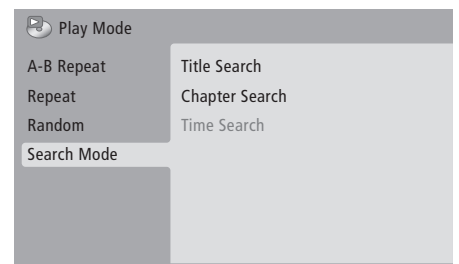 Play Mode
A-B Repeat
Repeat
Random
Search Mode
Title Search
Chapter Search
Time Search